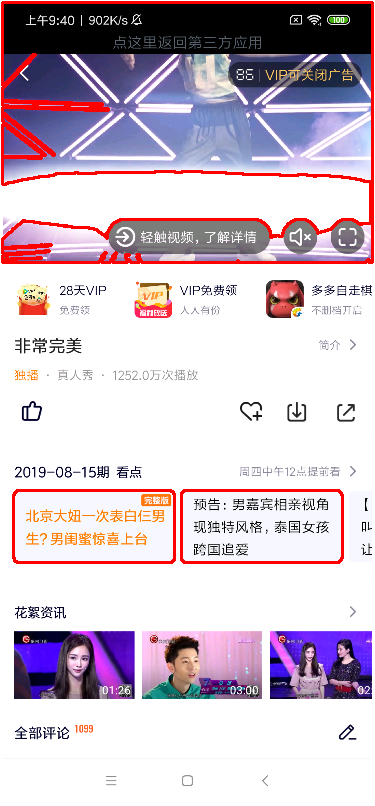 上午9:40 | 902K/s
100
点这里返回第三方应用
86 | VIP可关闭广告
轻触视频，了解详情
28天VIP
免费领
VIP
VIP免费领
人人有份
多多自走棋
不删档开启
非常完美
简介
独播 · 真人秀 · 1252.0万次播放
2019-08-15期 看点
周四中午12点提前看
完整版
北京大妞一次表白仨男
生？男闺蜜惊喜上台
预告：男嘉宾相亲视角
现独特风格，泰国女孩
跨国追爱
【
叫
让
花絮资讯
01:26
03:00
02:
全部评论 1099